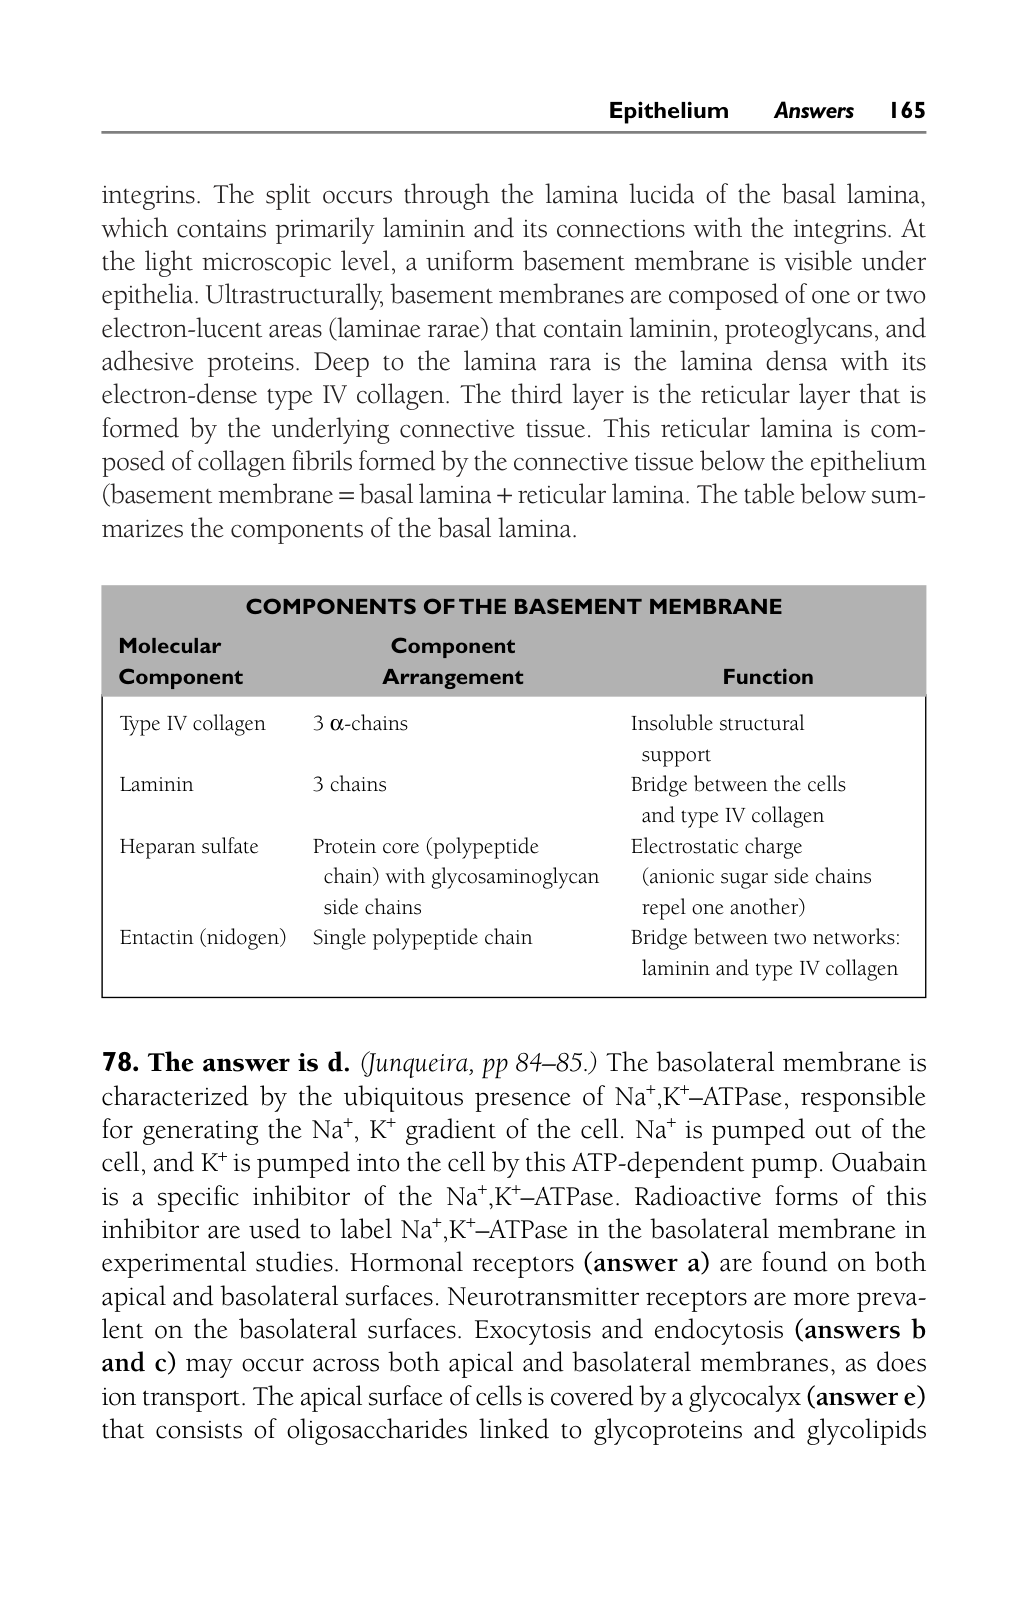 Epithelium Answers 165
integrins. The split occurs through the lamina lucida of the basal lamina,
which contains primarily laminin and its connections with the integrins. At
the light microscopic level, a uniform basement membrane is visible under
epithelia. Ultrastructurally, basement membranes are composed of one or two
electron-lucent areas (laminae rarae) that contain laminin, proteoglycans, and
adhesive proteins. Deep to the lamina rara is the lamina densa with its
electron-dense type IV collagen. The third layer is the reticular layer that is
formed by the underlying connective tissue. This reticular lamina is com-
posed of collagen fibrils formed by the connective tissue below the epithelium
(basement membrane = basal lamina + reticular lamina. The table below sum-
marizes the components of the basal lamina.
COMPONENTS OF THE BASEMENT MEMBRANE
Molecular Component
Component Arrangement Function
Type IV collagen 3 α-chains Insoluble structural
support
Laminin 3 chains Bridge between the cells
and type IV collagen
Heparan sulfate Protein core (polypeptide Electrostatic charge
chain) with glycosaminoglycan (anionic sugar side chains
side chains repel one another)
Entactin (nidogen) Single polypeptide chain Bridge between two networks:
laminin and type IV collagen
78. The answer is d. (Junqueira, pp 84–85.) The basolateral membrane is
characterized by the ubiquitous presence of Na⁺,K⁺–ATPase, responsible
for generating the Na⁺, K⁺ gradient of the cell. Na⁺ is pumped out of the
cell, and K⁺ is pumped into the cell by this ATP-dependent pump. Ouabain
is a specific inhibitor of the Na⁺,K⁺–ATPase. Radioactive forms of this
inhibitor are used to label Na⁺,K⁺–ATPase in the basolateral membrane in
experimental studies. Hormonal receptors (answer a) are found on both
apical and basolateral surfaces. Neurotransmitter receptors are more preva-
lent on the basolateral surfaces. Exocytosis and endocytosis (answers b
and c) may occur across both apical and basolateral membranes, as does
ion transport. The apical surface of cells is covered by a glycocalyx (answer e)
that consists of oligosaccharides linked to glycoproteins and glycolipids